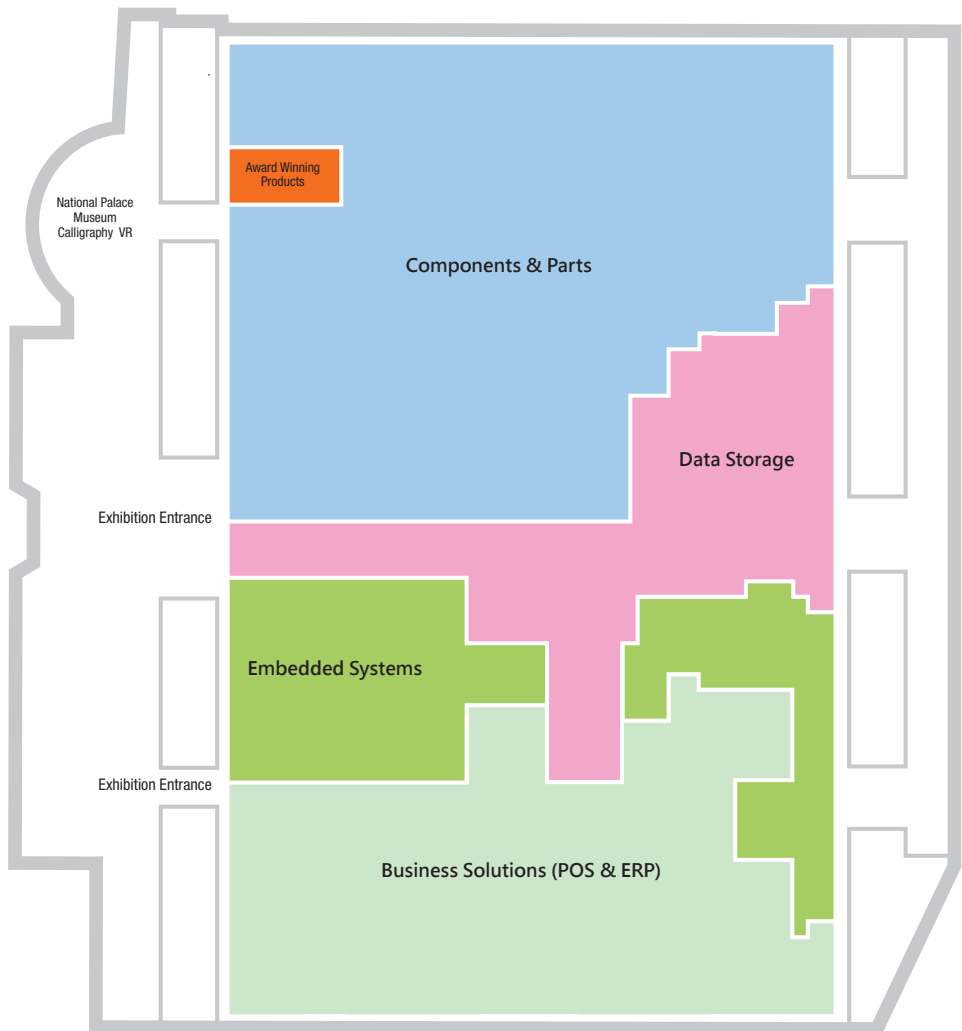 Award Winning
Products
National Palace
Museum
Calligraphy VR
Components & Parts
Data Storage
Exhibition Entrance
Embedded Systems
Exhibition Entrance
Business Solutions (POS & ERP)